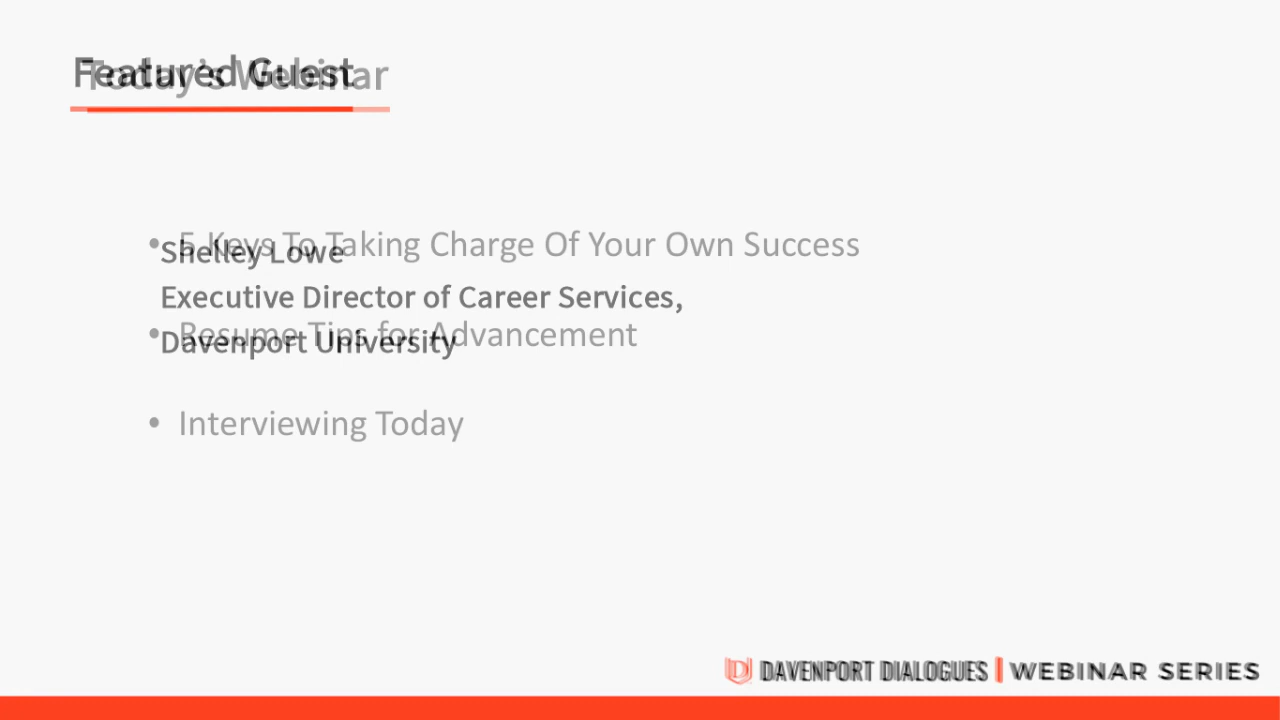 Featured Guest
Today's Webinar
• 5 Keys To Taking Charge Of Your Own Success
Shelley Lowe
Executive Director of Career Services,
• Resume Tips for Advancement
Davenport University
• Interviewing Today
DAVENPORT DIALOGUES | WEBINAR SERIES